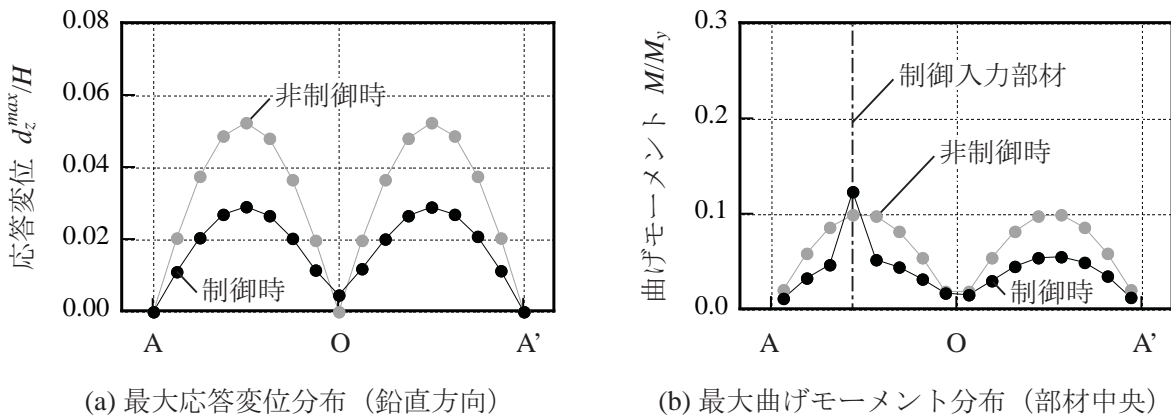 0.08
0.06
0.04
0.02
0.00
応答変位 d_z^{max}/H
非制御時
制御時
A
O
A'
(a) 最大応答変位分布（鉛直方向）
0.3
0.2
0.1
0.0
曲げモーメント M/M_y
制御入力部材
非制御時
制御時
A
O
A'
(b) 最大曲げモーメント分布（部材中央）